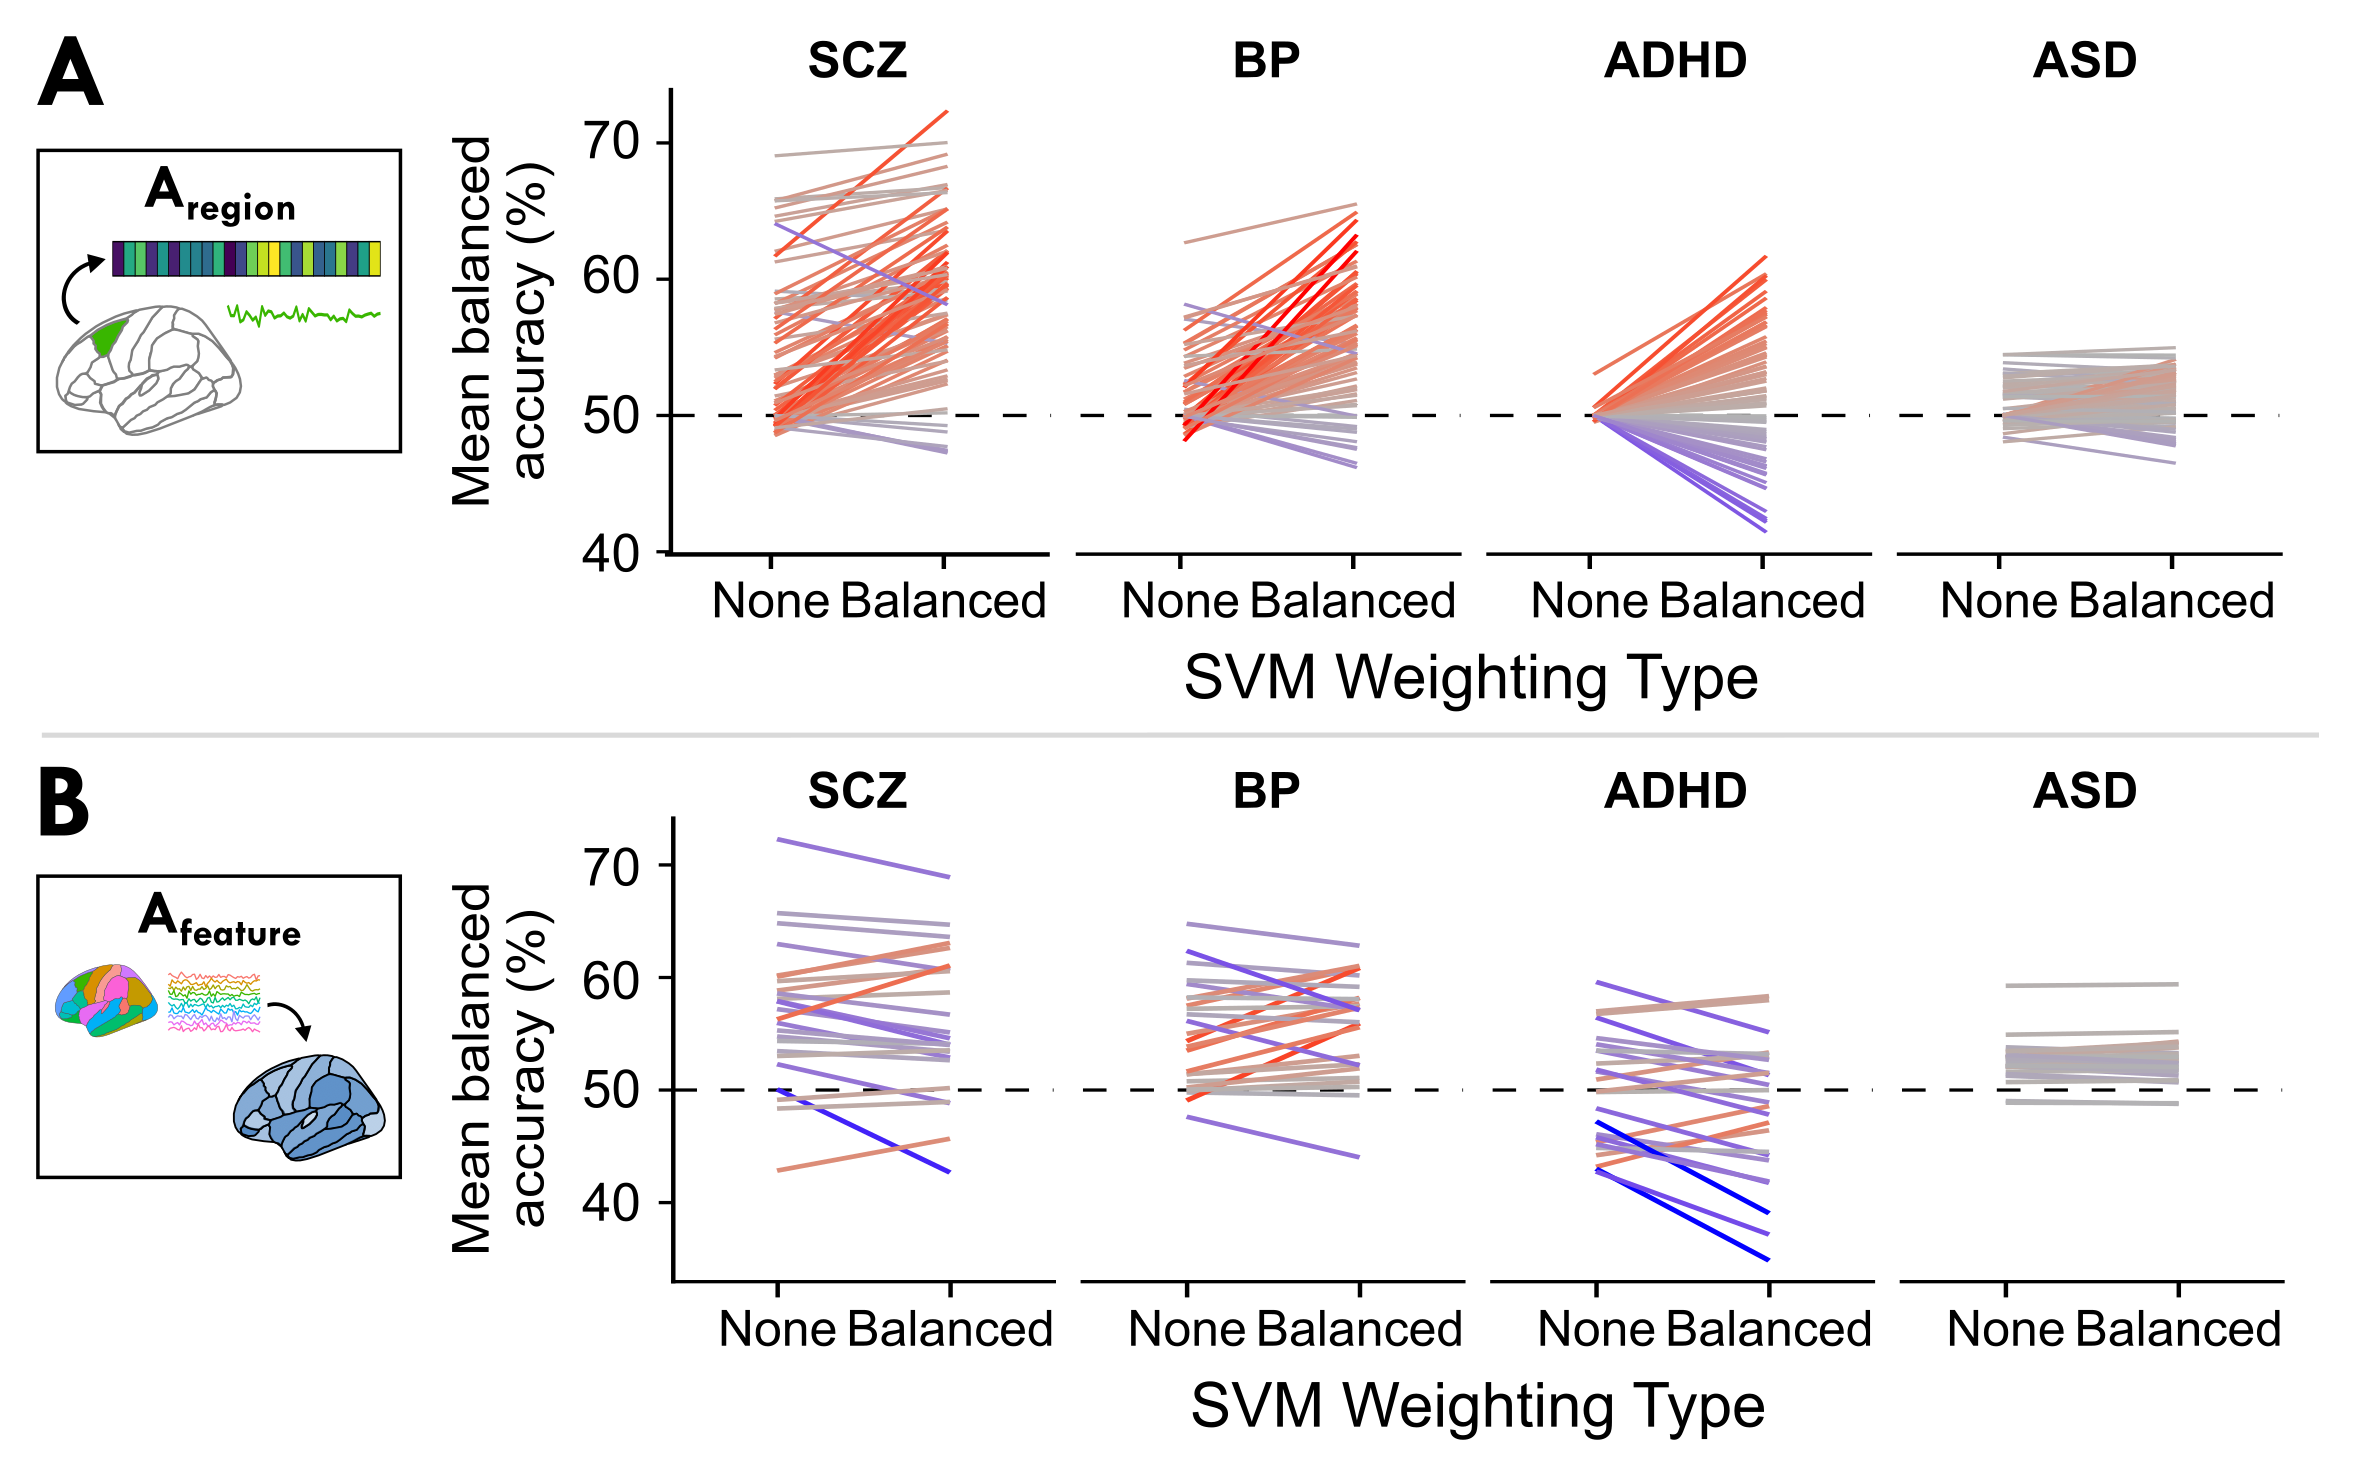 A
SCZ BP ADHD ASD
A region
Mean balanced
accuracy (%)
70
60
50
40
None Balanced None Balanced None Balanced None Balanced
SVM Weighting Type
B
SCZ BP ADHD ASD
A feature
Mean balanced
accuracy (%)
70
60
50
40
None Balanced None Balanced None Balanced None Balanced
SVM Weighting Type